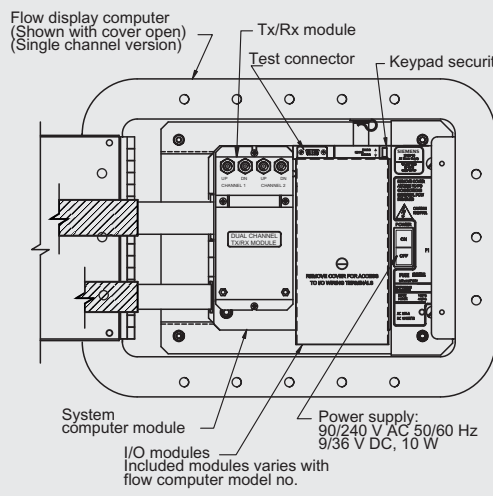 Flow display computer
(Shown with cover open)
(Single channel version)
Tx/Rx module
Test connector
Keypad securit
SIEMENS
UP DN UP DN
CHANNEL 1 CHANNEL 2
POWER
ON
OFF
DUAL CHANNEL
TX/RX MODULE
REMOVE COVER FOR ACCESS
TO I/O WIRING TERMINALS
System
computer module
I/O modules
Included modules varies with
flow computer model no.
Power supply:
90/240 V AC 50/60 Hz
9/36 V DC, 10 W